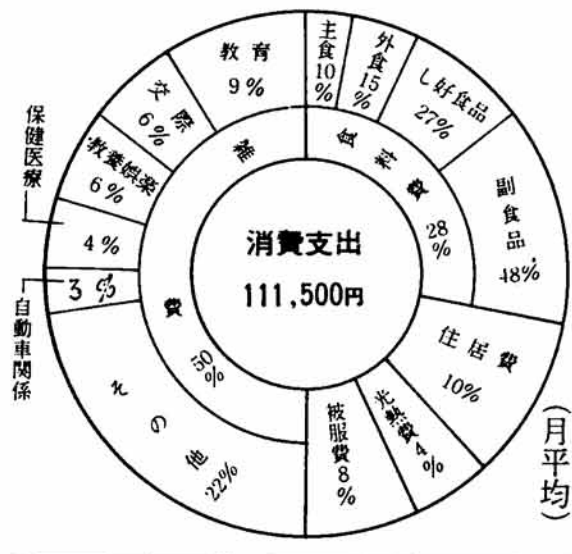 消費支出
111,500円
食料費
28%
主食
10%
外食
15%
し好食品
27%
副食品
48%
住居費
10%
光熱費
4%
被服費
8%
雑費
50%
その他
22%
自動車関係
3%
保健医療
4%
教養娯楽
6%
交際
6%
教育
9%
(月平均)